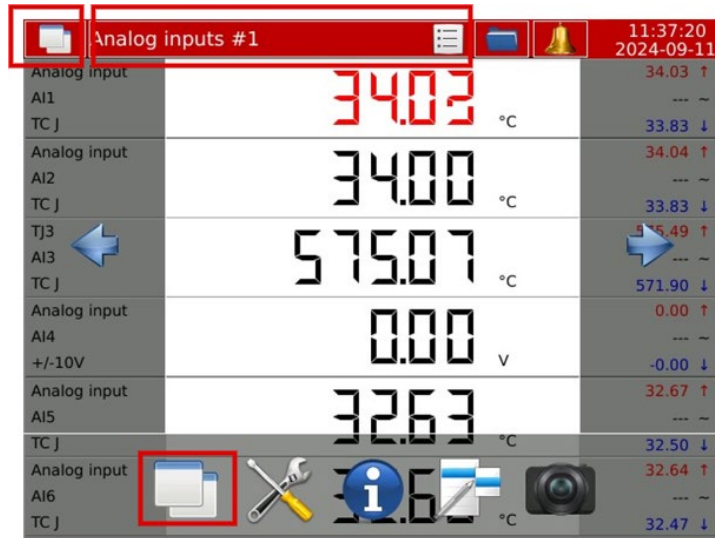 Analog inputs #1
11:37:20
2024-09-11
Analog input
AI1
TC J
34.02 °C
34.03 ↑
--- ~
33.83 ↓
Analog input
AI2
TC J
34.00 °C
34.04 ↑
--- ~
33.83 ↓
TJ3
AI3
TC J
575.07 °C
5.49 ↑
--- ~
571.90 ↓
Analog input
AI4
+/-10V
0.00 V
0.00 ↑
--- ~
-0.00 ↓
Analog input
AI5
TC J
32.63 °C
32.67 ↑
--- ~
32.50 ↓
Analog input
AI6
TC J
°C
32.64 ↑
--- ~
32.47 ↓